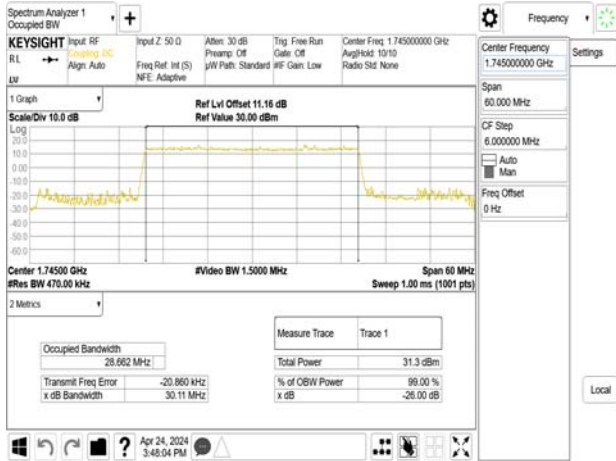 Spectrum Analyzer 1
Occupied BW
+
Frequency
KEYSIGHT
Input: RF
Coupling: DC
Align: Auto
Input Z: 50 Ω
Freq Ref: Int (S)
NFE: Adaptive
Atten: 30 dB
Preamp: Off
µW Path: Standard
Trig: Free Run
Gate: Off
#IF Gain: Low
Center Freq: 1.745000000 GHz
Avg|Hold: 10/10
Radio Std: None
RL
Center Frequency
1.745000000 GHz
Settings
Span
60.000 MHz
CF Step
6.000000 MHz
Auto
Man
Freq Offset
0 Hz
Local
1 Graph
Scale/Div 10.0 dB
Ref Lvl Offset 11.16 dB
Ref Value 30.00 dBm
Log
20.0
10.0
0.00
-10.0
-20.0
-30.0
-40.0
-50.0
-60.0
Center 1.74500 GHz
#Res BW 470.00 kHz
#Video BW 1.5000 MHz
Span 60 MHz
Sweep 1.00 ms (1001 pts)
2 Metrics
Measure Trace
Trace 1
Occupied Bandwidth
28.662 MHz
Total Power
31.3 dBm
Transmit Freq Error
-20.860 kHz
% of OBW Power
99.00 %
x dB Bandwidth
30.11 MHz
x dB
-26.00 dB
?
Apr 24, 2024
3:48:04 PM